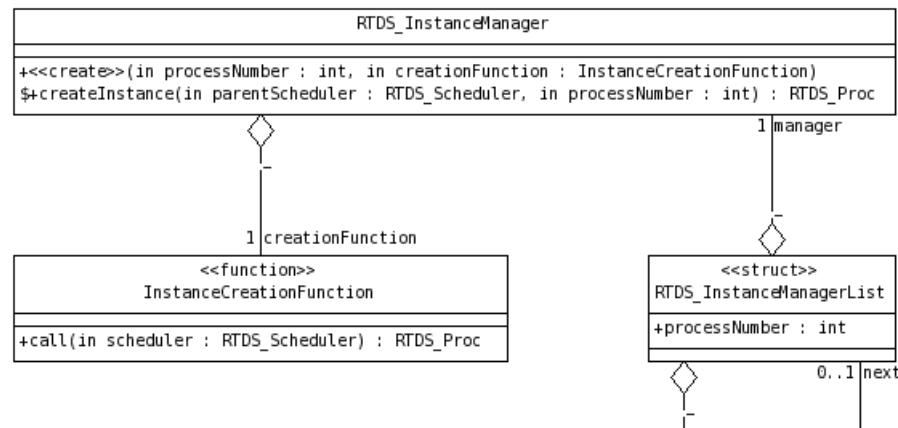 RTDS_InstanceManager
+<<create>>(in processNumber : int, in creationFunction : InstanceCreationFunction)
$+createInstance(in parentScheduler : RTDS_Scheduler, in processNumber : int) : RTDS_Proc
1 manager
1 creationFunction
<<function>>
InstanceCreationFunction
+call(in scheduler : RTDS_Scheduler) : RTDS_Proc
<<struct>>
RTDS_InstanceManagerList
+processNumber : int
0..1 next